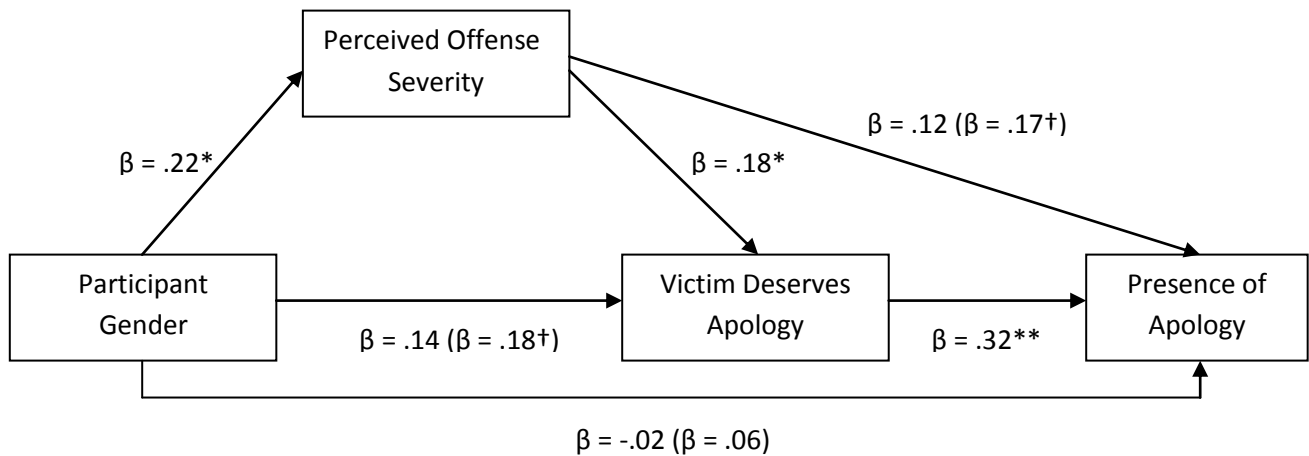 Perceived Offense
Severity
β = .12 (β = .17†)
β = .22*
β = .18*
Participant
Gender
Victim Deserves
Apology
Presence of
Apology
β = .14 (β = .18†)
β = .32**
β = -.02 (β = .06)